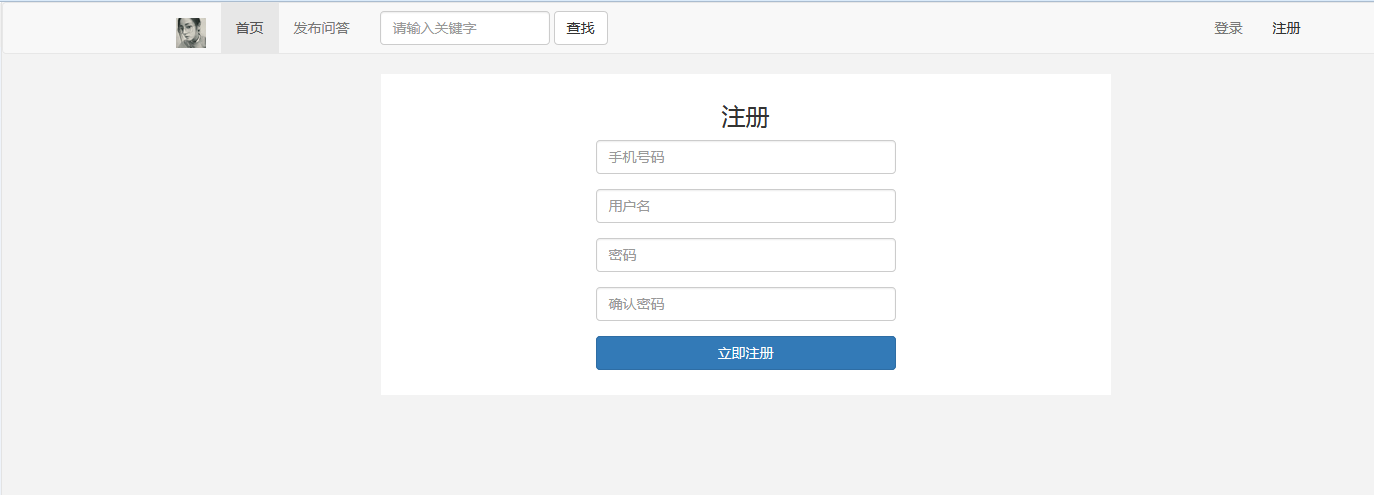 首页 发布问答 请输入关键字 查找 登录 注册
注册
手机号码
用户名
密码
确认密码
立即注册